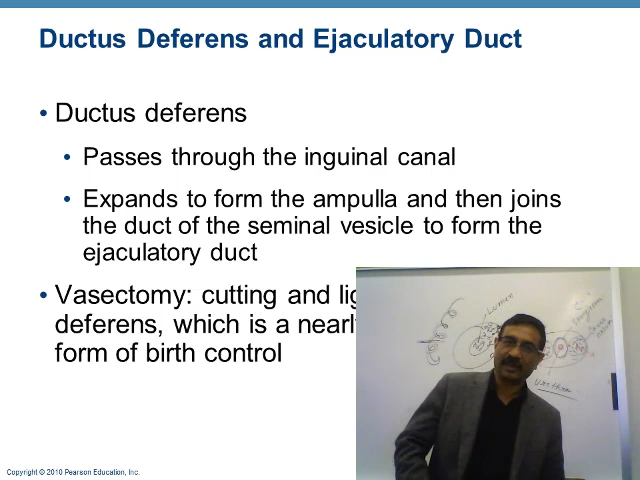 Ductus Deferens and Ejaculatory Duct
• Ductus deferens
• Passes through the inguinal canal
• Expands to form the ampulla and then joins
the duct of the seminal vesicle to form the
ejaculatory duct
• Vasectomy: cutting and
deferens, which is a
form of birth control
Lumen
Urethra
Copyright © 2010 Pearson Education, Inc.